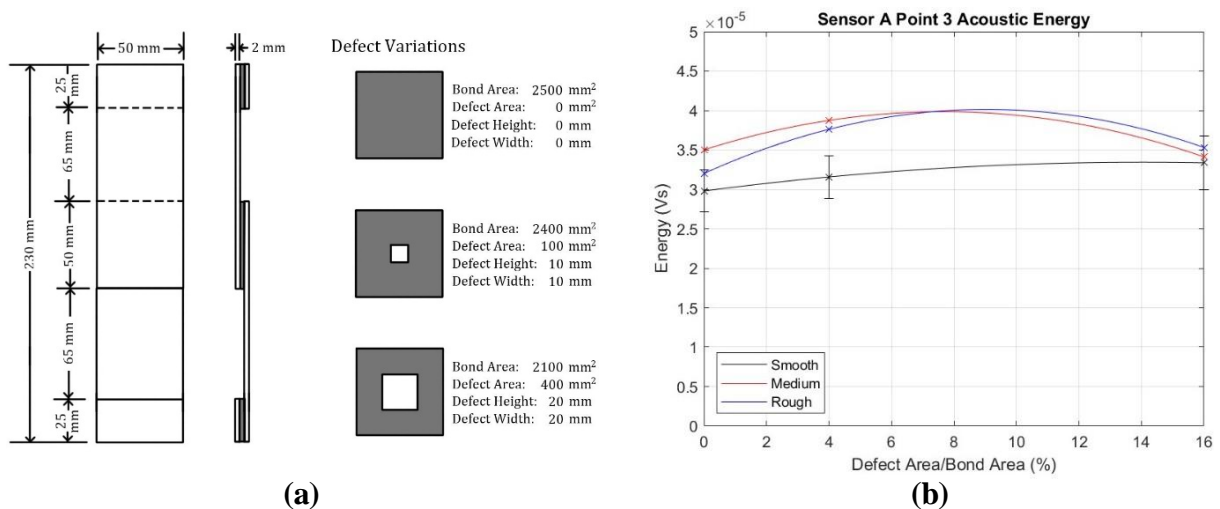 50 mm
2 mm
25 mm
65 mm
50 mm
65 mm
25 mm
230 mm
Defect Variations
Bond Area: 2500 mm²
Defect Area: 0 mm²
Defect Height: 0 mm
Defect Width: 0 mm
Bond Area: 2400 mm²
Defect Area: 100 mm²
Defect Height: 10 mm
Defect Width: 10 mm
Bond Area: 2100 mm²
Defect Area: 400 mm²
Defect Height: 20 mm
Defect Width: 20 mm
(a)
Sensor A Point 3 Acoustic Energy
×10⁻⁵
5
4.5
4
3.5
3
2.5
2
1.5
1
0.5
0
Energy (Vs)
Smooth
Medium
Rough
0 2 4 6 8 10 12 14 16
Defect Area/Bond Area (%)
(b)